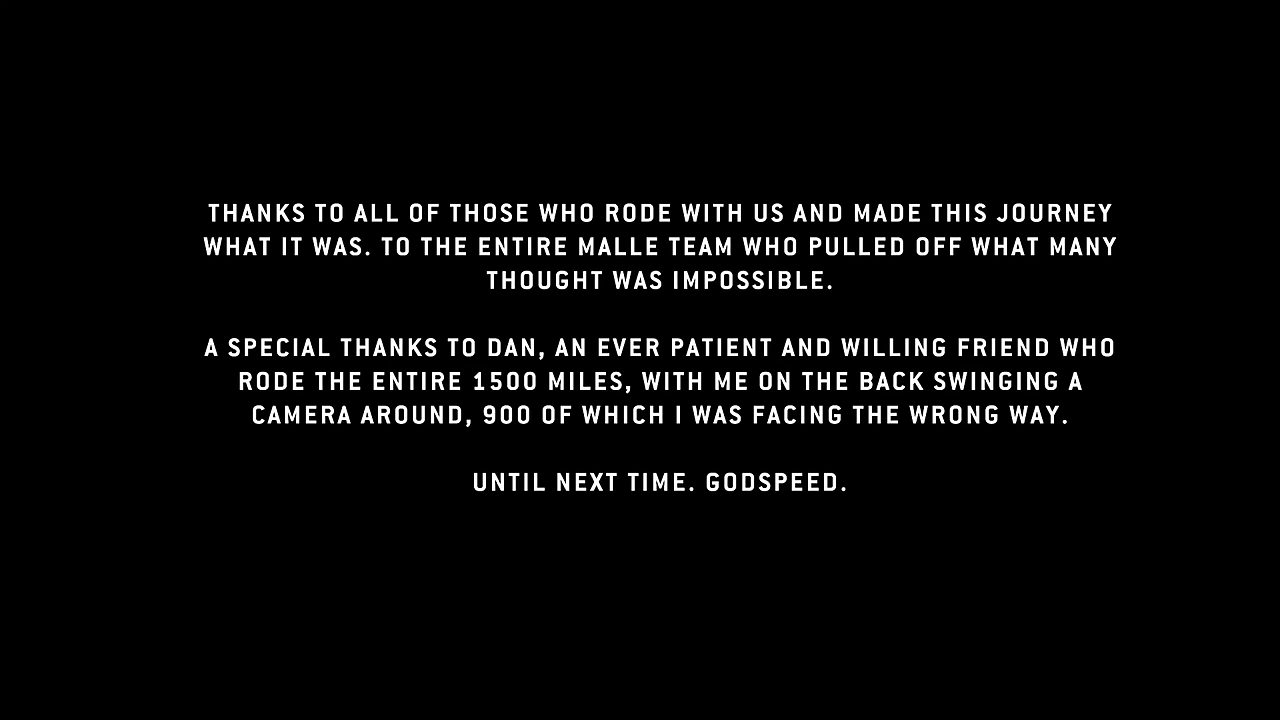 THANKS TO ALL OF THOSE WHO RODE WITH US AND MADE THIS JOURNEY
WHAT IT WAS. TO THE ENTIRE MALLE TEAM WHO PULLED OFF WHAT MANY
THOUGHT WAS IMPOSSIBLE.
A SPECIAL THANKS TO DAN, AN EVER PATIENT AND WILLING FRIEND WHO
RODE THE ENTIRE 1500 MILES, WITH ME ON THE BACK SWINGING A
CAMERA AROUND, 900 OF WHICH I WAS FACING THE WRONG WAY.
UNTIL NEXT TIME. GODSPEED.